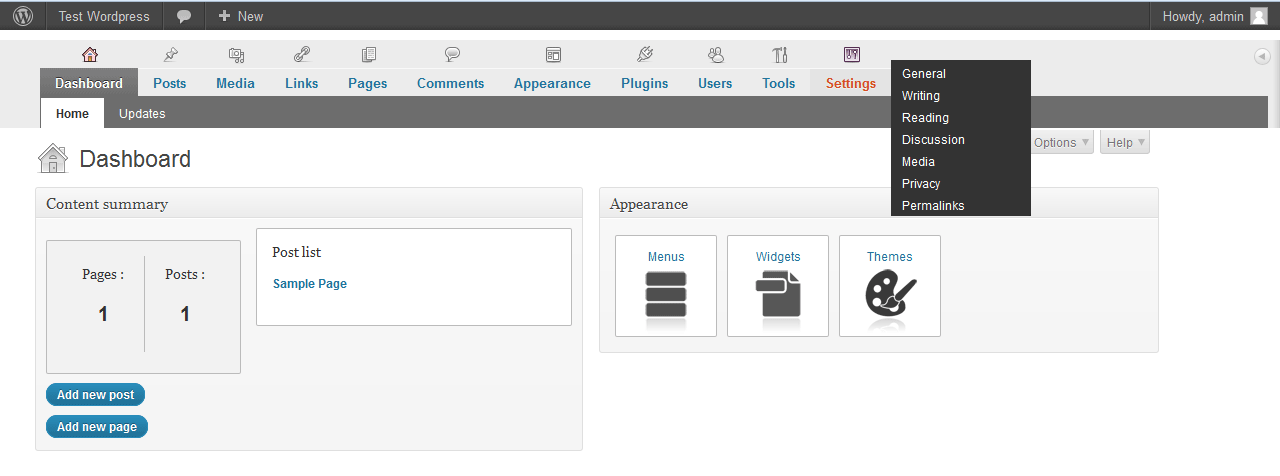 Test Wordpress New Howdy, admin
Dashboard Posts Media Links Pages Comments Appearance Plugins Users Tools Settings
General
Writing
Reading
Discussion
Media
Privacy
Permalinks
Home Updates
Options Help
Dashboard
Content summary
Pages : Posts :
1 1
Post list
Sample Page
Add new post
Add new page
Appearance
Menus Widgets Themes